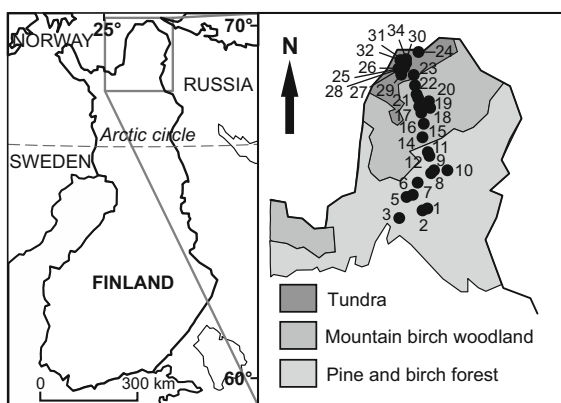 NORWAY
25°
70°
RUSSIA
Arctic circle
SWEDEN
FINLAND
0 300 km
60°
N
31 34 30
32 24
26 23
25 22
28 27 29 21 20
19
17 18
16
14 15
11
12 9
10
8
6
5 7
3 1
2
Tundra
Mountain birch woodland
Pine and birch forest